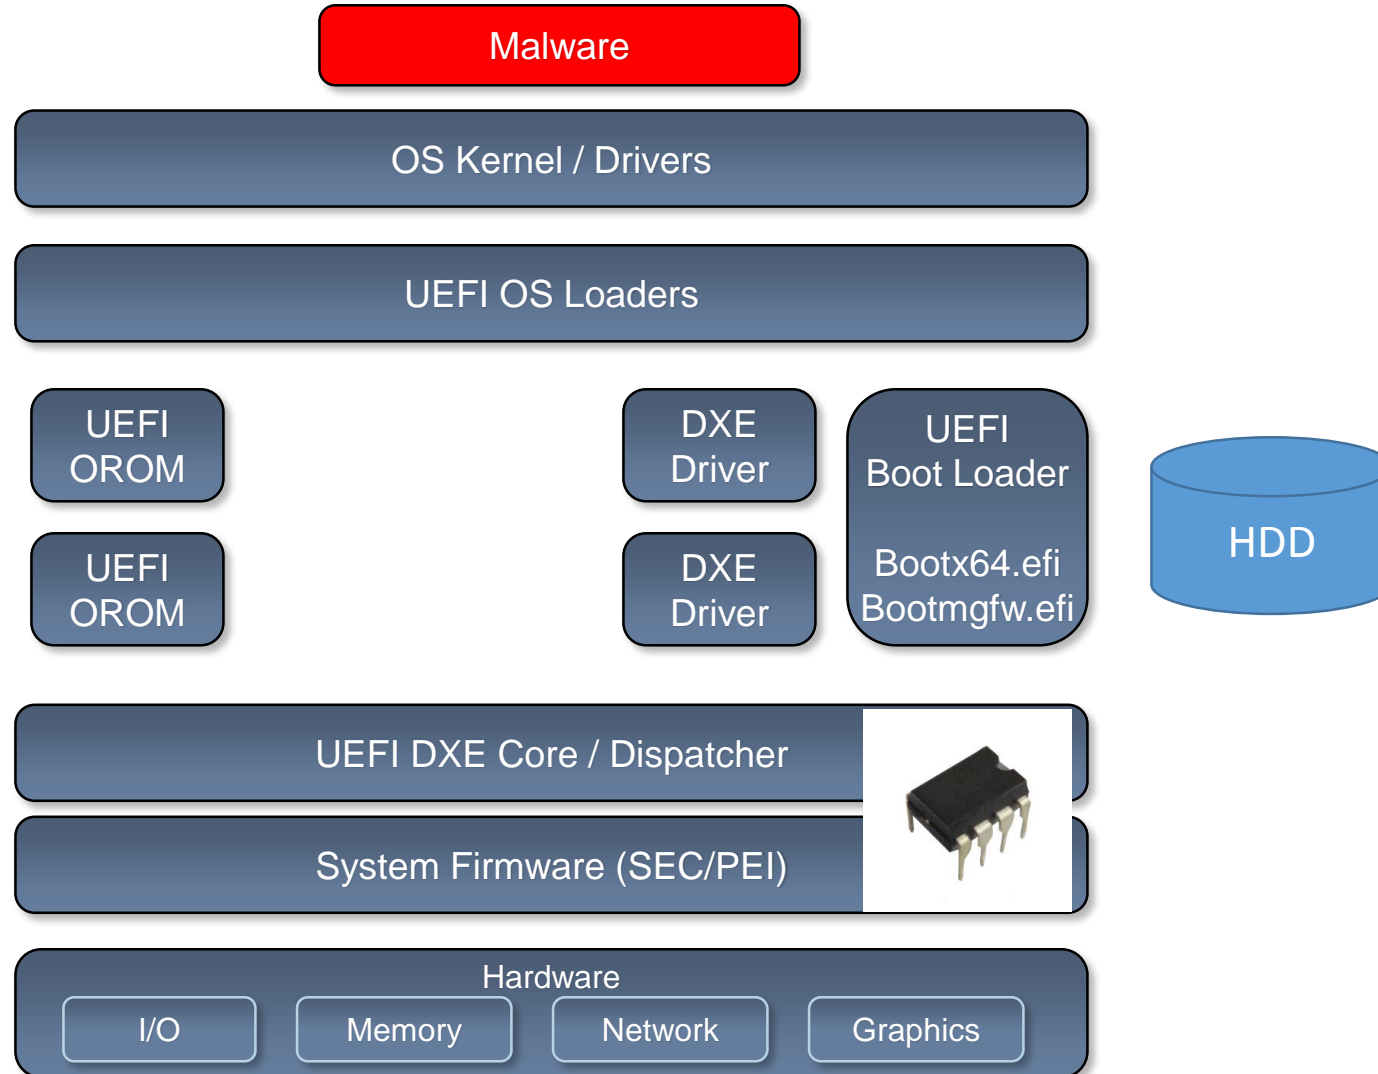 Malware
OS Kernel / Drivers
UEFI OS Loaders
UEFI
OROM
DXE
Driver
UEFI
Boot Loader
Bootx64.efi
Bootmgfw.efi
UEFI
OROM
DXE
Driver
HDD
UEFI DXE Core / Dispatcher
System Firmware (SEC/PEI)
Hardware
I/O
Memory
Network
Graphics